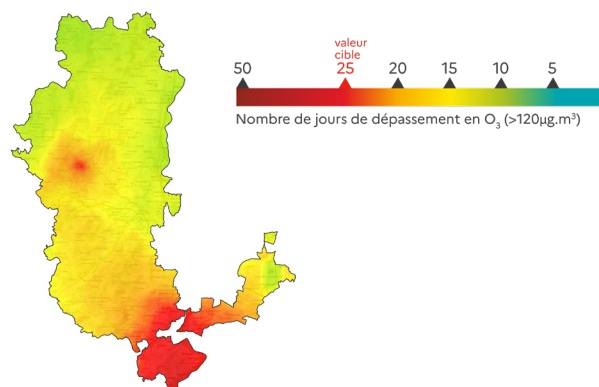 valeur
cible
50 25 20 15 10 5
Nombre de jours de dépassement en O₃ (>120µg.m³)